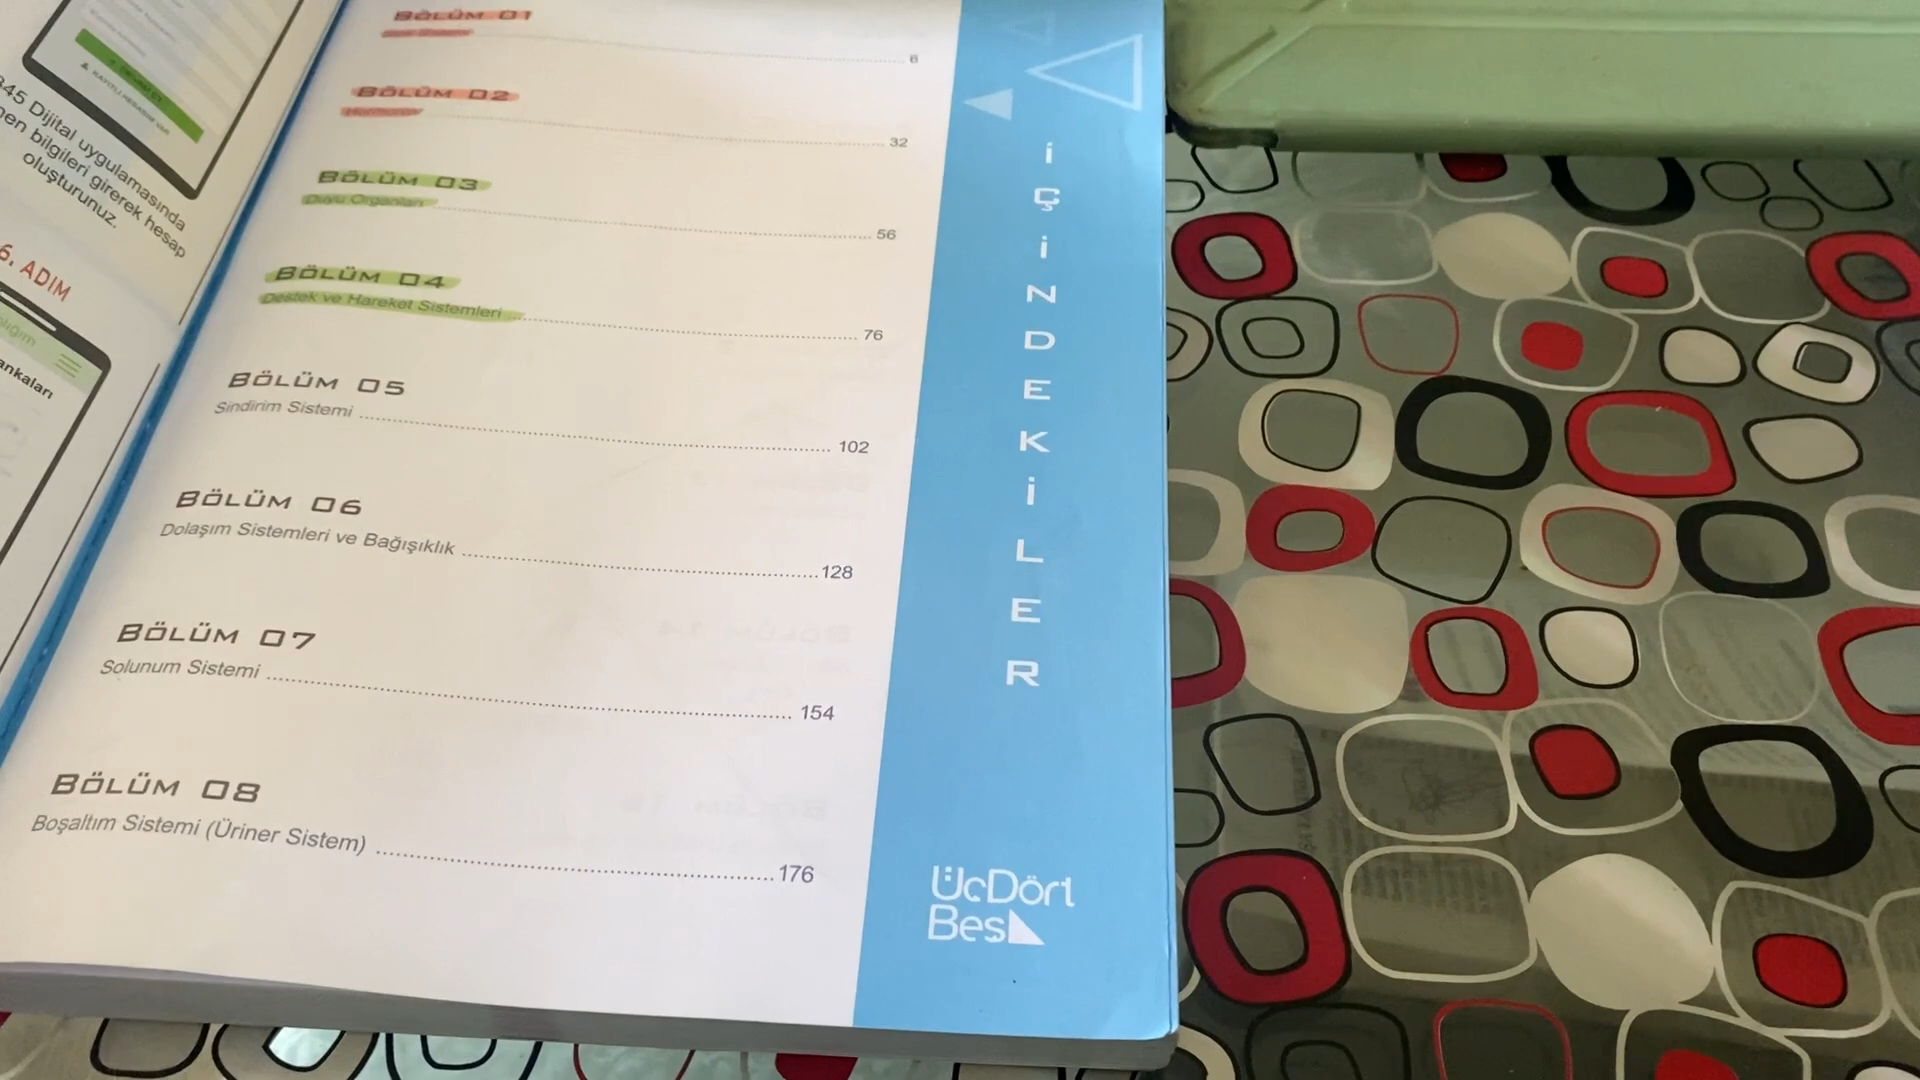 345 Dijital uygulamasında
bilgileri girerek hesap
oluşturunuz.
6. ADIM
BÖLÜM 01
6
BÖLÜM 02
Hormonlar
32
BÖLÜM 03
Duyu Organları
56
BÖLÜM 04
Destek ve Hareket Sistemleri
76
BÖLÜM 05
Sindirim Sistemi
102
BÖLÜM 06
Dolaşım Sistemleri ve Bağışıklık
128
BÖLÜM 07
Solunum Sistemi
154
BÖLÜM 08
Boşaltım Sistemi (Üriner Sistem)
176
İÇİNDEKİLER
ÜçDört
Beş